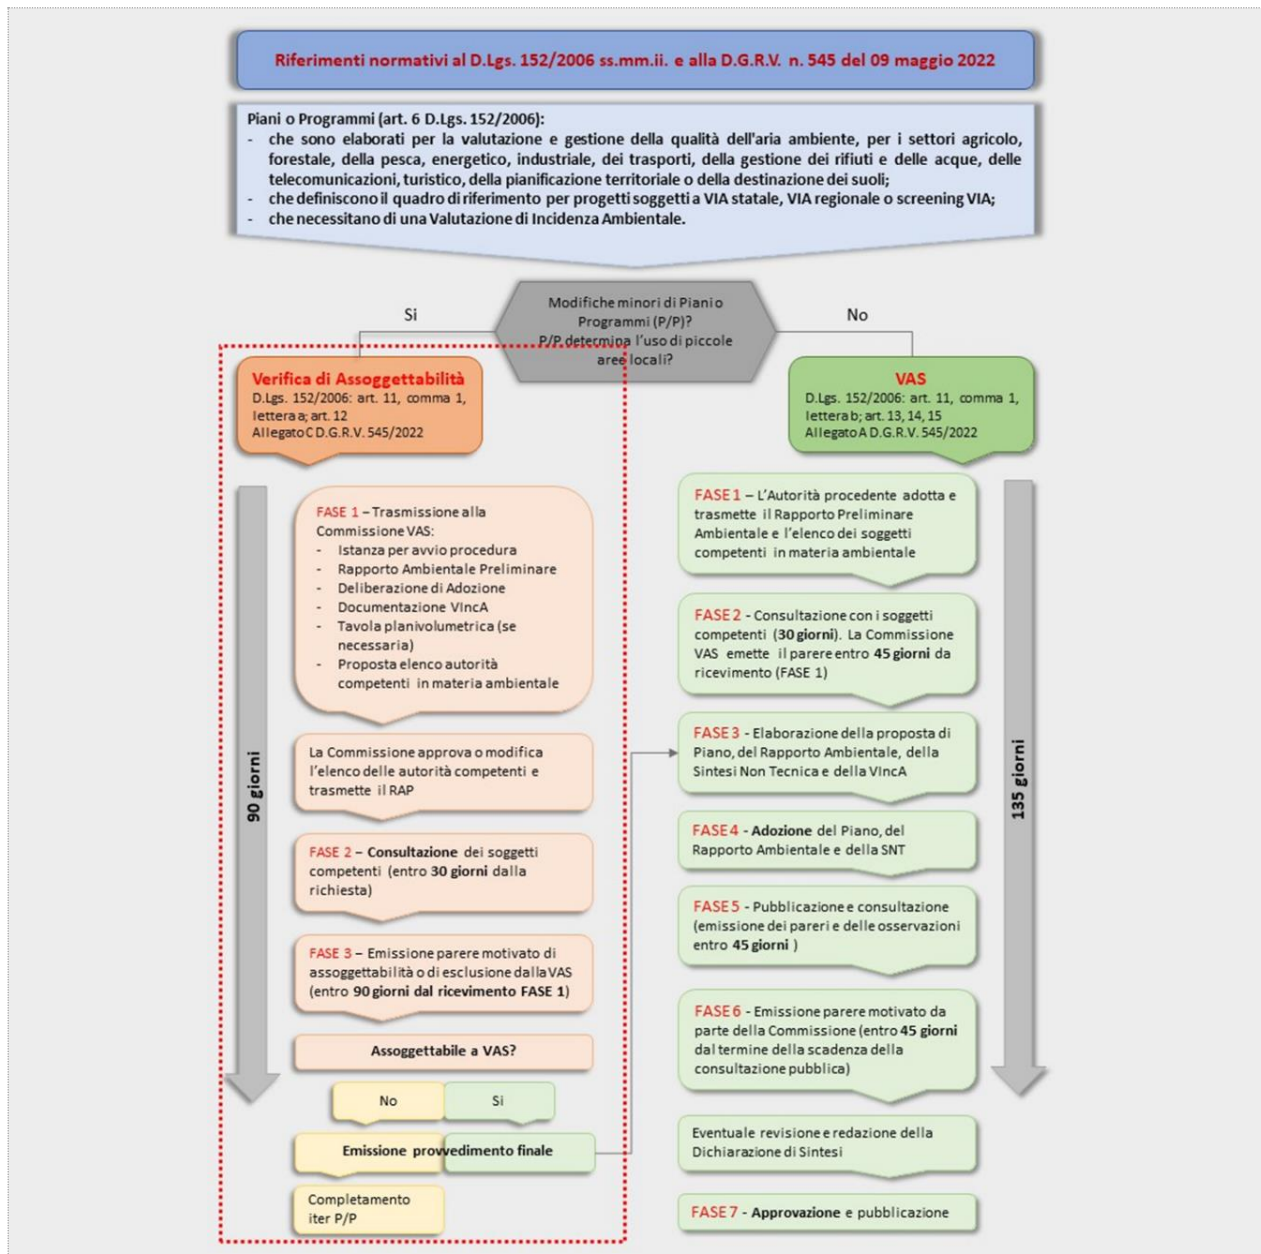 Riferimenti normativi al D.Lgs. 152/2006 ss.mm.ii. e alla D.G.R.V. n. 545 del 09 maggio 2022
Piani o Programmi (art. 6 D.Lgs. 152/2006):
- che sono elaborati per la valutazione e gestione della qualità dell'aria ambiente, per i settori agricolo,
forestale, della pesca, energetico, industriale, dei trasporti, della gestione dei rifiuti e delle acque, delle
telecomunicazioni, turistico, della pianificazione territoriale o della destinazione dei suoli;
- che definiscono il quadro di riferimento per progetti soggetti a VIA statale, VIA regionale o screening VIA;
- che necessitano di una Valutazione di Incidenza Ambientale.
Modifiche minori di Piani o
Programmi (P/P)?
P/P determina l'uso di piccole
aree locali?
Si
No
Verifica di Assoggettabilità
D.Lgs. 152/2006: art. 11, comma 1,
lettera a; art. 12
Allegato C D.G.R.V. 545/2022
90 giorni
FASE 1 – Trasmissione alla
Commissione VAS:
- Istanza per avvio procedura
- Rapporto Ambientale Preliminare
- Deliberazione di Adozione
- Documentazione VIncA
- Tavola planivolumetrica (se
necessaria)
- Proposta elenco autorità
competenti in materia ambientale
La Commissione approva o modifica
l'elenco delle autorità competenti e
trasmette il RAP
FASE 2 – Consultazione dei soggetti
competenti (entro 30 giorni dalla
richiesta)
FASE 3 – Emissione parere motivato di
assoggettabilità o di esclusione dalla VAS
(entro 90 giorni dal ricevimento FASE 1)
Assoggettabile a VAS?
No
Si
Emissione provvedimento finale
Completamento
iter P/P
VAS
D.Lgs. 152/2006: art. 11, comma 1,
lettera b; art. 13, 14, 15
Allegato A D.G.R.V. 545/2022
135 giorni
FASE 1 – L'Autorità procedente adotta e
trasmette il Rapporto Preliminare
Ambientale e l'elenco dei soggetti
competenti in materia ambientale
FASE 2 - Consultazione con i soggetti
competenti (30 giorni). La Commissione
VAS emette il parere entro 45 giorni da
ricevimento (FASE 1)
FASE 3 - Elaborazione della proposta di
Piano, del Rapporto Ambientale, della
Sintesi Non Tecnica e della VIncA
FASE 4 - Adozione del Piano, del
Rapporto Ambientale e della SNT
FASE 5 - Pubblicazione e consultazione
(emissione dei pareri e delle osservazioni
entro 45 giorni )
FASE 6 - Emissione parere motivato da
parte della Commissione (entro 45 giorni
dal termine della scadenza della
consultazione pubblica)
Eventuale revisione e redazione della
Dichiarazione di Sintesi
FASE 7 - Approvazione e pubblicazione